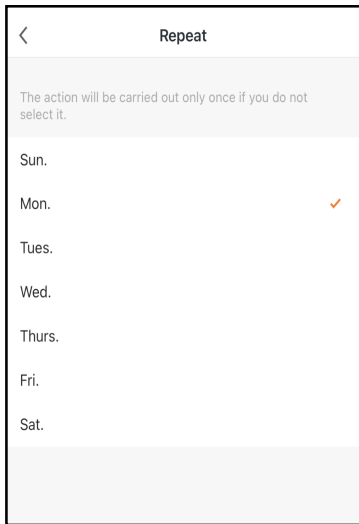 Repeat
The action will be carried out only once if you do not
select it.
Sun.
Mon.
Tues.
Wed.
Thurs.
Fri.
Sat.